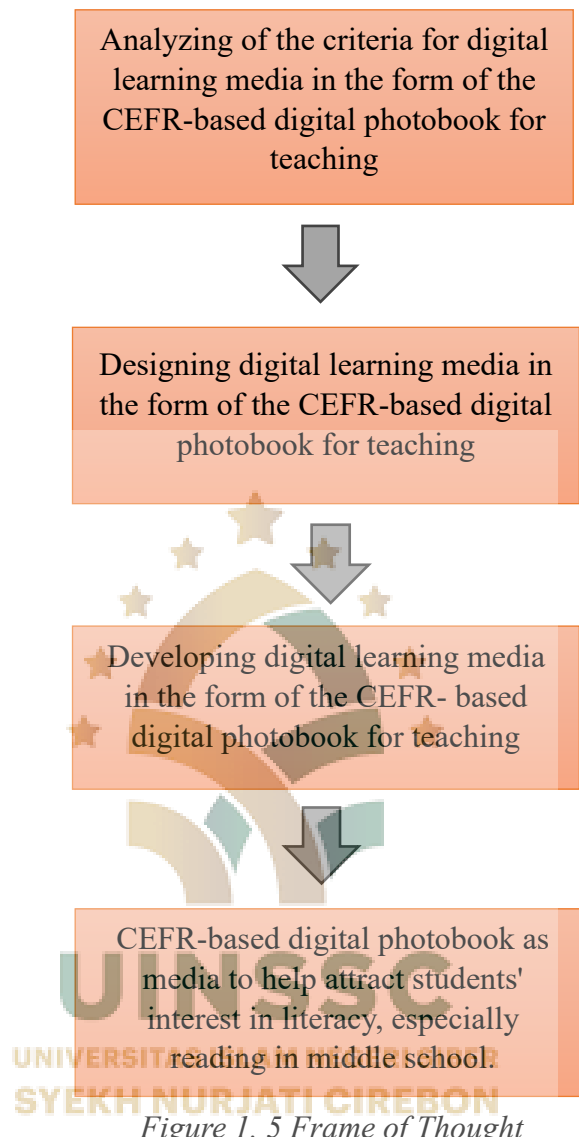 Analyzing of the criteria for digital
learning media in the form of the
CEFR-based digital photobook for
teaching
Designing digital learning media in
the form of the CEFR-based digital
photobook for teaching
Developing digital learning media
in the form of the CEFR- based
digital photobook for teaching
CEFR-based digital photobook as
media to help attract students'
interest in literacy, especially
reading in middle school.
UINSSC
UNIVERSITAS ISLAM
SYEKH NURJATI CIREBON
Figure 1. 5 Frame of Thought